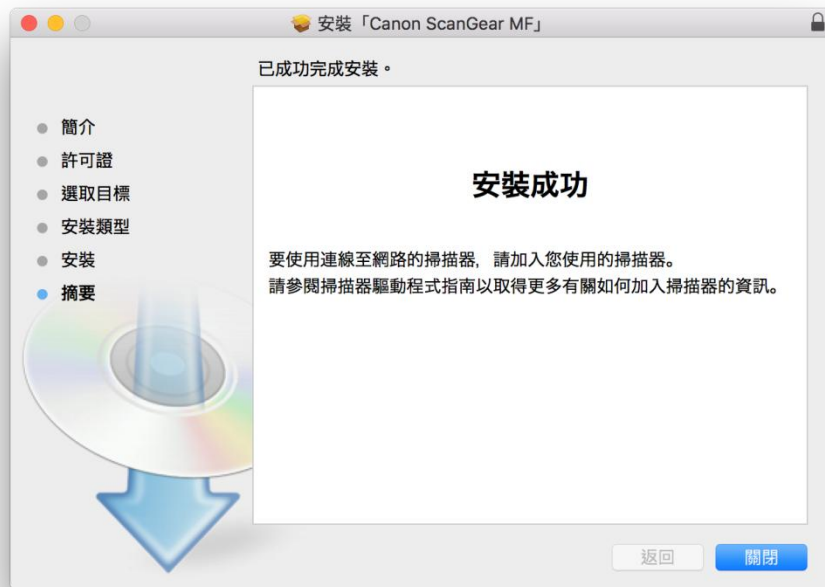 安裝「Canon ScanGear MF」
已成功完成安裝。
簡介
許可證
選取目標
安裝類型
安裝
摘要
安裝成功
要使用連線至網路的掃描器，請加入您使用的掃描器。
請參閱掃描器驅動程式指南以取得更多有關如何加入掃描器的資訊。
返回
關閉